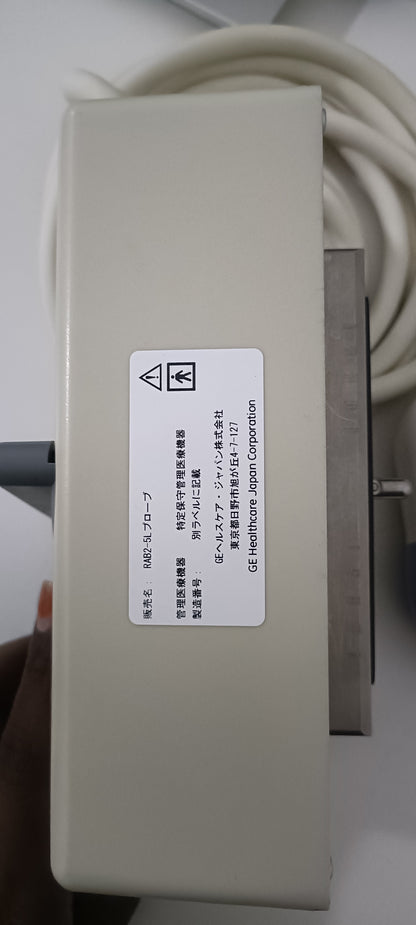 販売名： RAB2-5Lプローブ
管理医療機器 特定保守管理医療機器
製造番号： 別ラベルに記載
GEヘルスケア・ジャパン株式会社
東京都日野市旭が丘4-7-127
GE Healthcare Japan Corporation